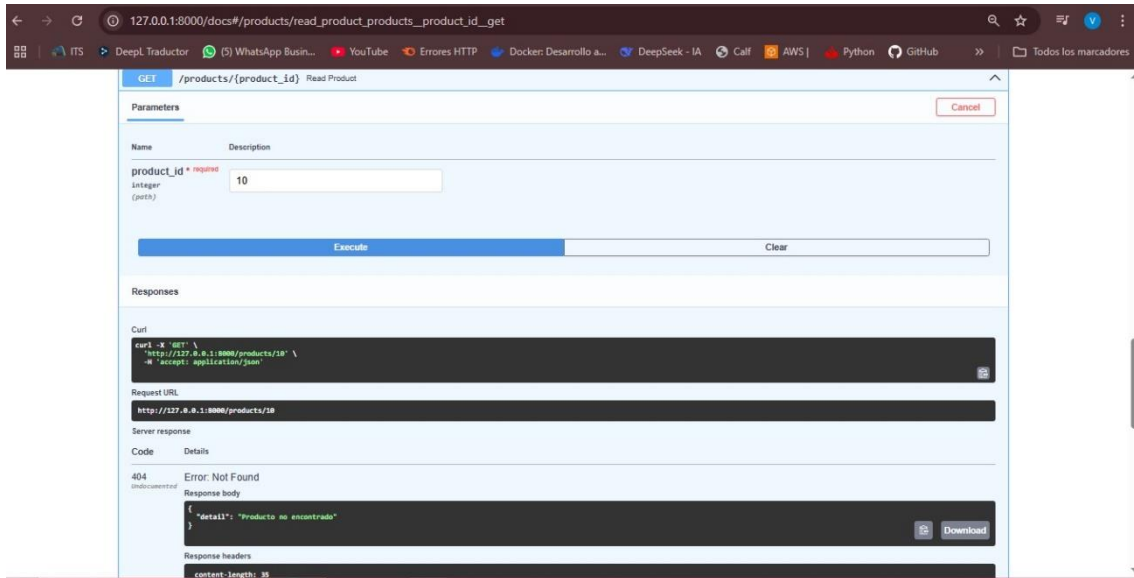 127.0.0.1:8000/docs#/products/read_product_products__product_id__get
ITS DeepL Traductor (5) WhatsApp Busin... YouTube Errores HTTP Docker: Desarrollo a... DeepSeek - IA Calf AWS | Python GitHub » Todos los marcadores
GET /products/{product_id} Read Product
Parameters Cancel
Name Description
product_id * required
integer
(path)
10
Execute Clear
Responses
Curl
curl -X 'GET' \
'http://127.0.0.1:8000/products/10' \
-H 'accept: application/json'
Request URL
http://127.0.0.1:8000/products/10
Server response
Code Details
404 Error: Not Found
Undocumented
Response body
{
"detail": "Producto no encontrado"
}
Download
Response headers
content-length: 35